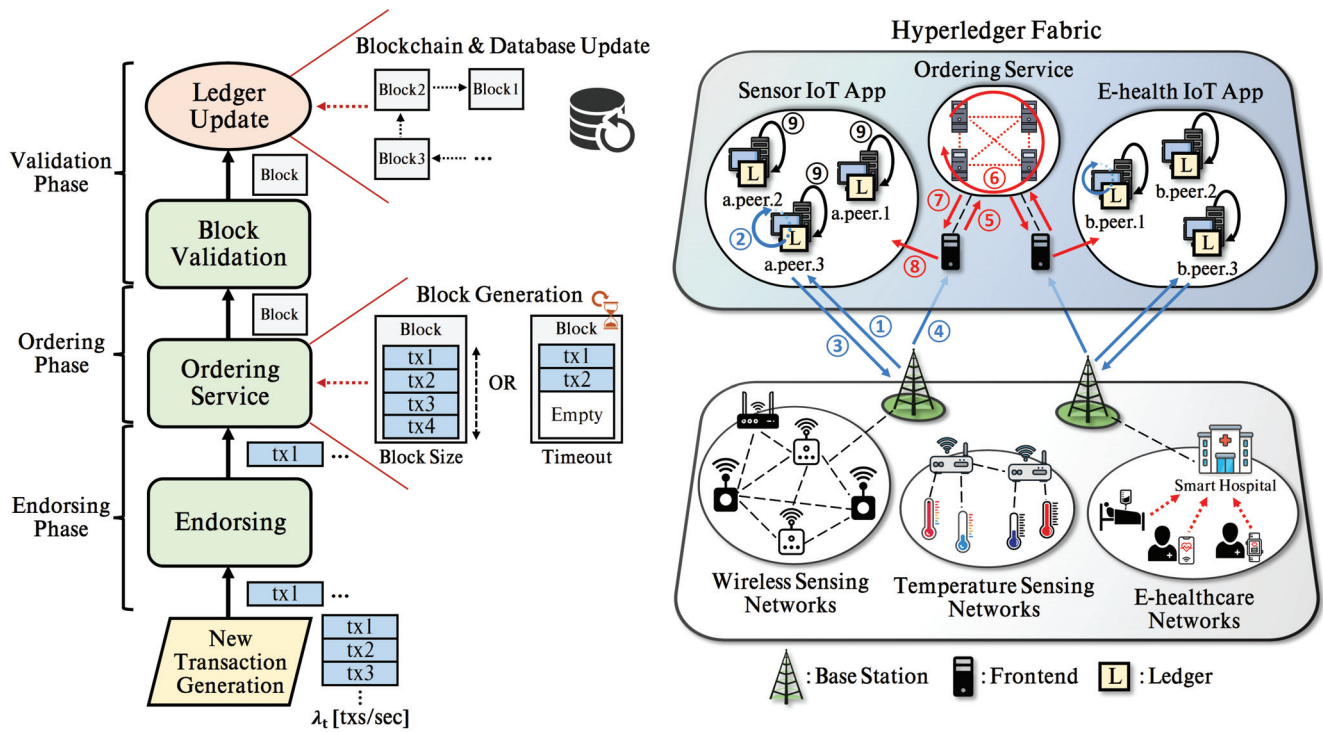 Blockchain & Database Update
Ledger
Update
Block2
Block1
Block3
...
Validation
Phase
Block
Block
Validation
Block
Ordering
Phase
Ordering
Service
Block Generation
Block
tx1
tx2
tx3
tx4
Block Size
OR
Block
tx1
tx2
Empty
Timeout
tx1 ...
Endorsing
Phase
Endorsing
tx1 ...
New
Transaction
Generation
tx1
tx2
tx3
λt [txs/sec]
Hyperledger Fabric
Sensor IoT App
Ordering Service
E-health IoT App
⑨
⑨
⑨
L
L
L
a.peer.2
a.peer.1
②
a.peer.3
⑥
⑦
⑤
⑧
L
L
L
b.peer.2
b.peer.1
b.peer.3
①
③
④
Smart Hospital
Wireless Sensing
Networks
Temperature Sensing
Networks
E-healthcare
Networks
: Base Station
: Frontend
L : Ledger